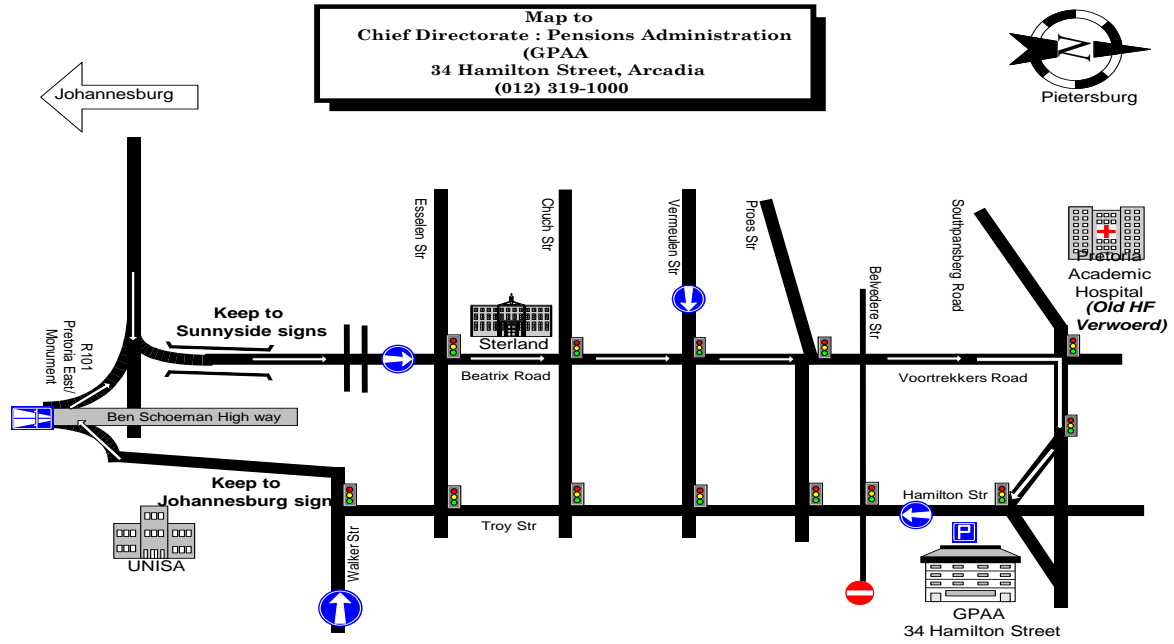 Map to
Chief Directorate : Pensions Administration
(GPAA
34 Hamilton Street, Arcadia
(012) 319-1000
N
Pietersburg
Johannesburg
Esselen Str
Chuch Str
Vermeulen Str
Proes Str
Belvedere Str
Southpansberg Road
Pretoria
Academic
Hospital
(Old HF
Verwoerd)
Keep to
Sunnyside signs
R101
Pretoria East/
Monument
Sterland
Beatrix Road
Voortrekkers Road
Ben Schoeman High way
Keep to
Johannesburg sign
Hamilton Str
Troy Str
Walker Str
UNISA
P
GPAA
34 Hamilton Street